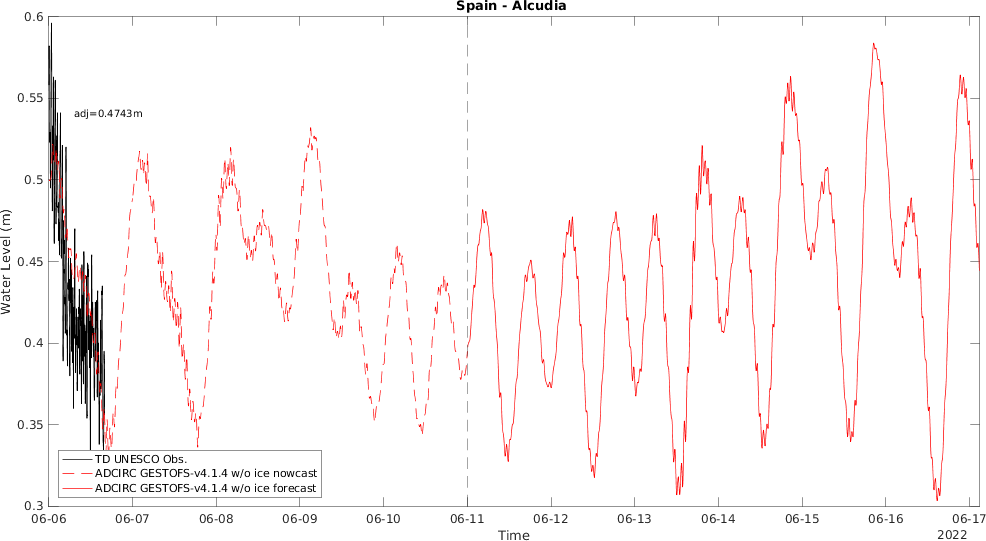 Spain - Alcudia
0.6
0.55
0.5
0.45
0.4
0.35
0.3
Water Level (m)
adj=0.4743m
TD UNESCO Obs.
ADCIRC GESTOFS-v4.1.4 w/o ice nowcast
ADCIRC GESTOFS-v4.1.4 w/o ice forecast
06-06 06-07 06-08 06-09 06-10 06-11 06-12 06-13 06-14 06-15 06-16 06-17
2022
Time